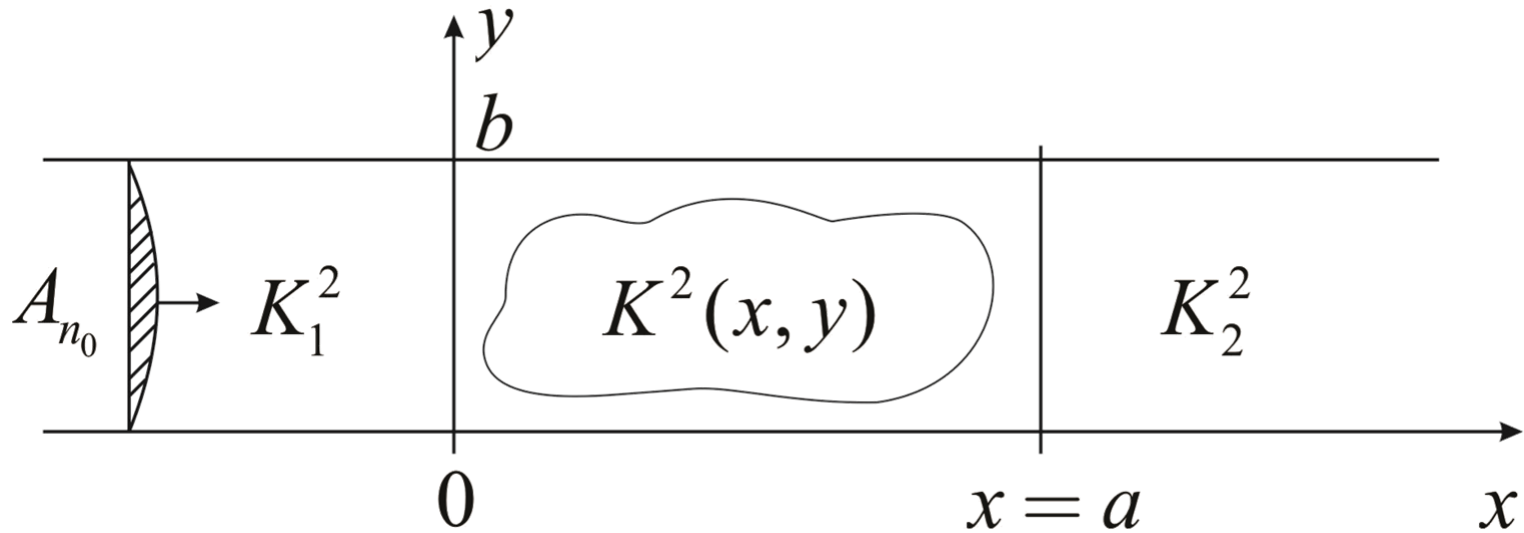 y
b
A_{n_0} K_1^2 K^2(x, y) K_2^2
0 x = a x